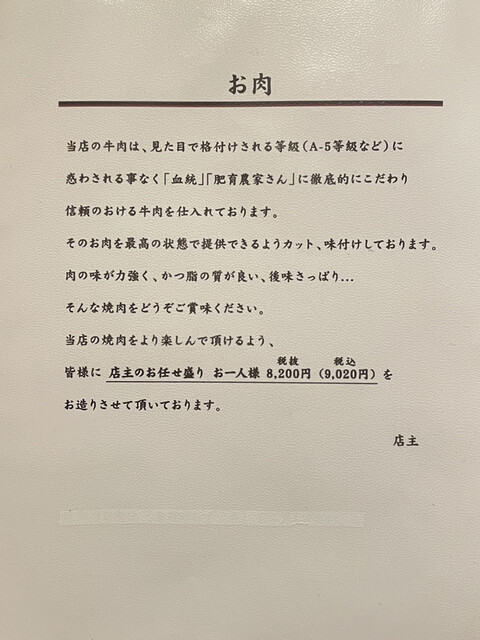 お肉
当店の牛肉は、見た目で格付けされる等級(A-5等級など)に
惑わされる事なく「血統」「肥育農家さん」に徹底的にこだわり
信頼のおける牛肉を仕入れております。
そのお肉を最高の状態で提供できるようカット、味付けしております。
肉の味が力強く、かつ脂の質が良い、後味さっぱり...
そんな焼肉をどうぞご賞味ください。
当店の焼肉をより楽しんで頂けるよう、
税抜 税込
皆様に 店主のお任せ盛り お一人様 8,200円(9,020円)を
お造りさせて頂いております。
店主